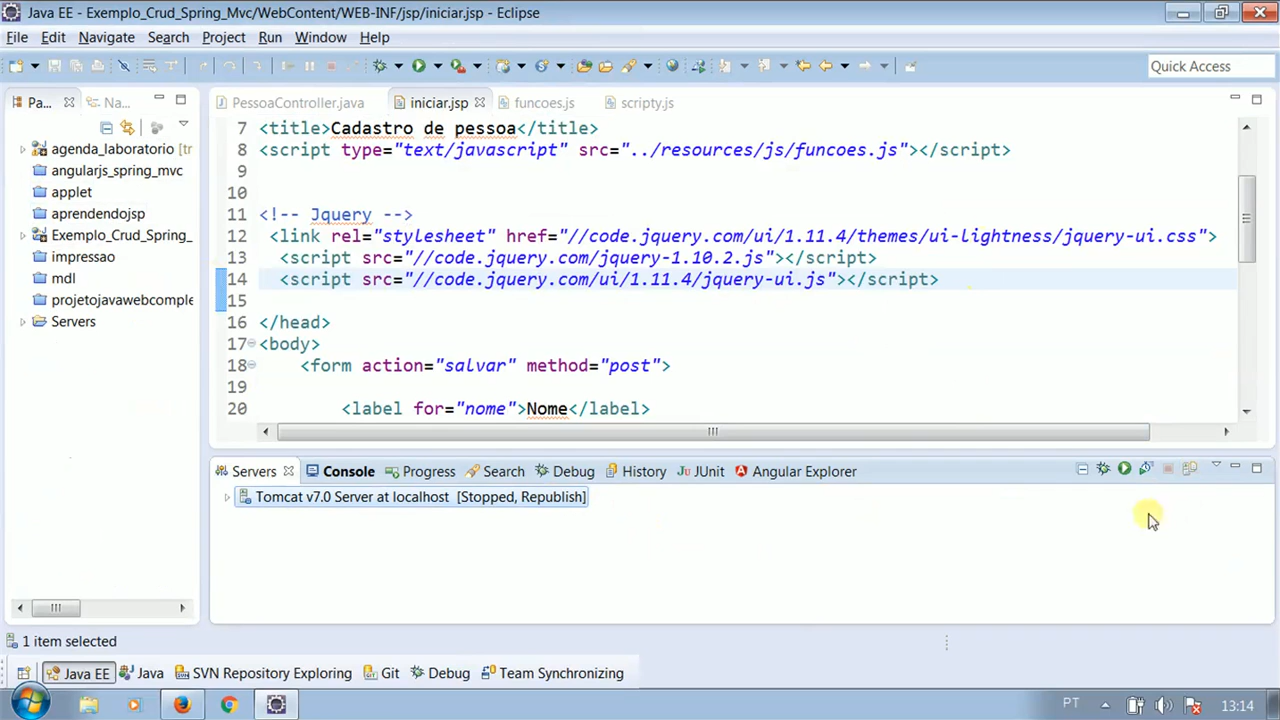 Java EE - Exemplo_Crud_Spring_Mvc/WebContent/WEB-INF/jsp/iniciar.jsp - Eclipse
File Edit Navigate Search Project Run Window Help
Quick Access
Pa... Na...
PessoaController.java iniciar.jsp funcoes.js scripty.js
agenda_laboratorio [tr
angularjs_spring_mvc
applet
aprendendojsp
Exemplo_Crud_Spring_
impressao
mdl
projetojavawebcomple
Servers
7 <title>Cadastro de pessoa</title>
8 <script type="text/javascript" src="../resources/js/funcoes.js"></script>
9
10
11 <!-- Jquery -->
12 <link rel="stylesheet" href="//code.jquery.com/ui/1.11.4/themes/ui-lightness/jquery-ui.css">
13 <script src="//code.jquery.com/jquery-1.10.2.js"></script>
14 <script src="//code.jquery.com/ui/1.11.4/jquery-ui.js"></script>
15
16 </head>
17 <body>
18 <form action="salvar" method="post">
19
20 <label for="nome">Nome</label>
Servers Console Progress Search Debug History JUnit Angular Explorer
Tomcat v7.0 Server at localhost [Stopped, Republish]
1 item selected
Java EE Java SVN Repository Exploring Git Debug Team Synchronizing
PT 13:14